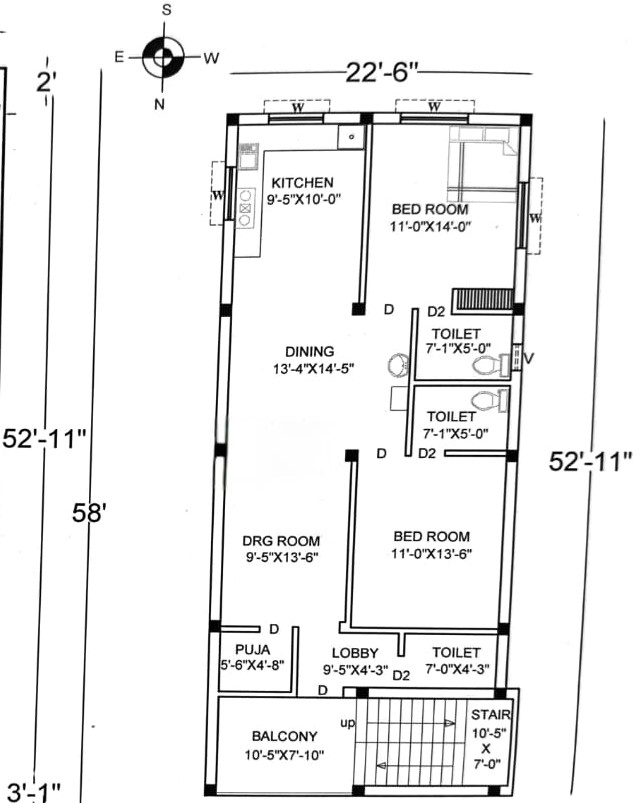 S
E W
N
2'
22'-6"
W W
W
KITCHEN
9'-5"X10'-0"
W
BED ROOM
11'-0"X14'-0"
D D2
TOILET
7'-1"X5'-0"
V
DINING
13'-4"X14'-5"
TOILET
7'-1"X5'-0"
52'-11"
D D2
52'-11"
58'
DRG ROOM
9'-5"X13'-6"
BED ROOM
11'-0"X13'-6"
D
PUJA
5'-6"X4'-8"
LOBBY
9'-5"X4'-3"
TOILET
7'-0"X4'-3"
D2
D
up
STAIR
10'-5"
X
7'-0"
BALCONY
10'-5"X7'-10"
3'-1"